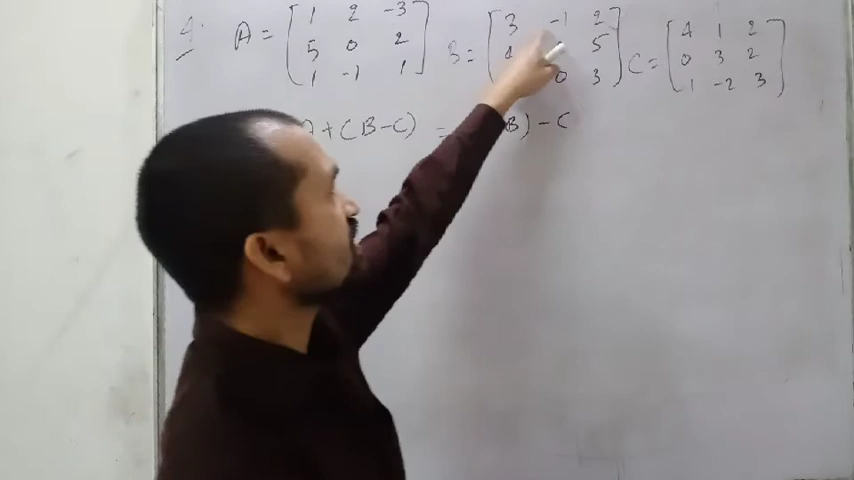 4. A = [ 1 2 -3 B = [ 3 -1 2 C = [ 4 1 2
5 0 2 4 5 0 3 2
1 -1 1 ] 0 3 ] 1 -2 3 ]
+ (B-C) = B) - C